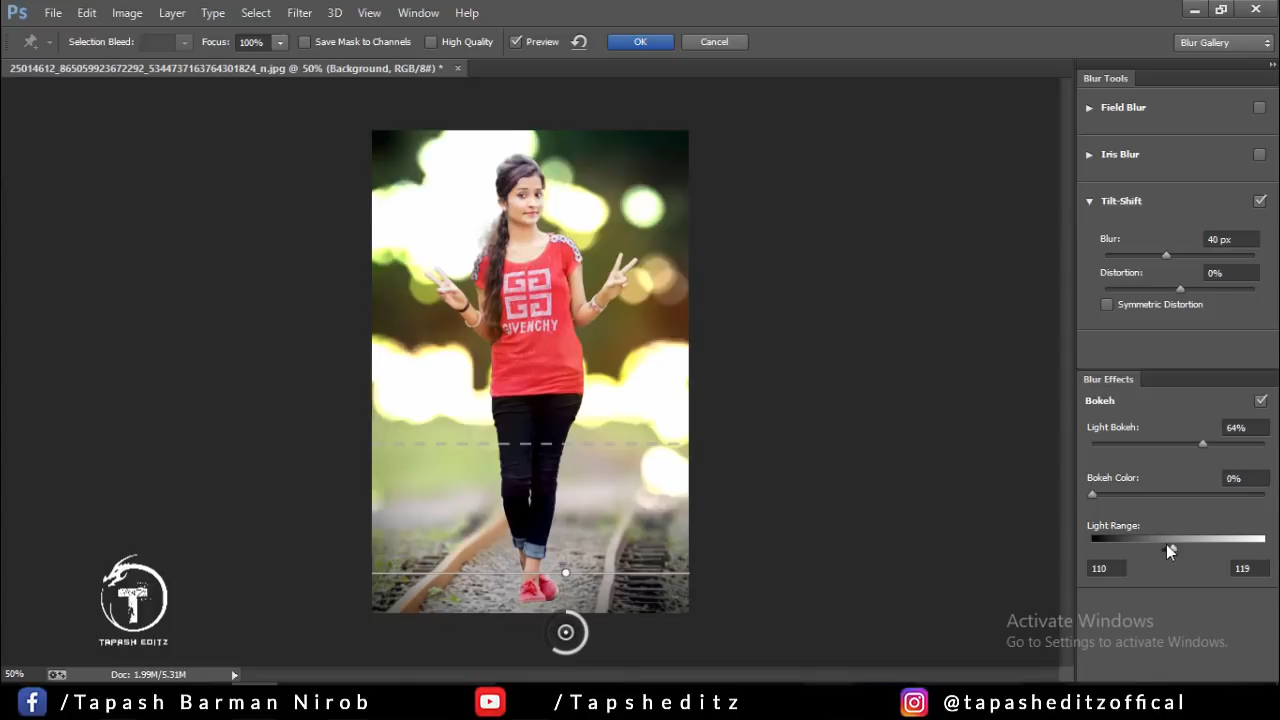 Ps File Edit Image Layer Type Select Filter 3D View Window Help
Selection Bleed: Focus: 100% Save Mask to Channels High Quality Preview OK Cancel Blur Gallery
25014612_865059923672292_5344737163764301824_n.jpg @ 50% (Background, RGB/8#) *
Blur Tools
Field Blur
Iris Blur
Tilt-Shift
Blur: 40 px
Distortion: 0%
Symmetric Distortion
Blur Effects
Bokeh
Light Bokeh: 64%
Bokeh Color: 0%
Light Range:
110 119
GIVENCHY
T
TAPASH EDITZ
Activate Windows
Go to Settings to activate Windows.
50% Doc: 1.99M/5.31M
/Tapash Barman Nirob /Tapsheditz @tapasheditzoffical